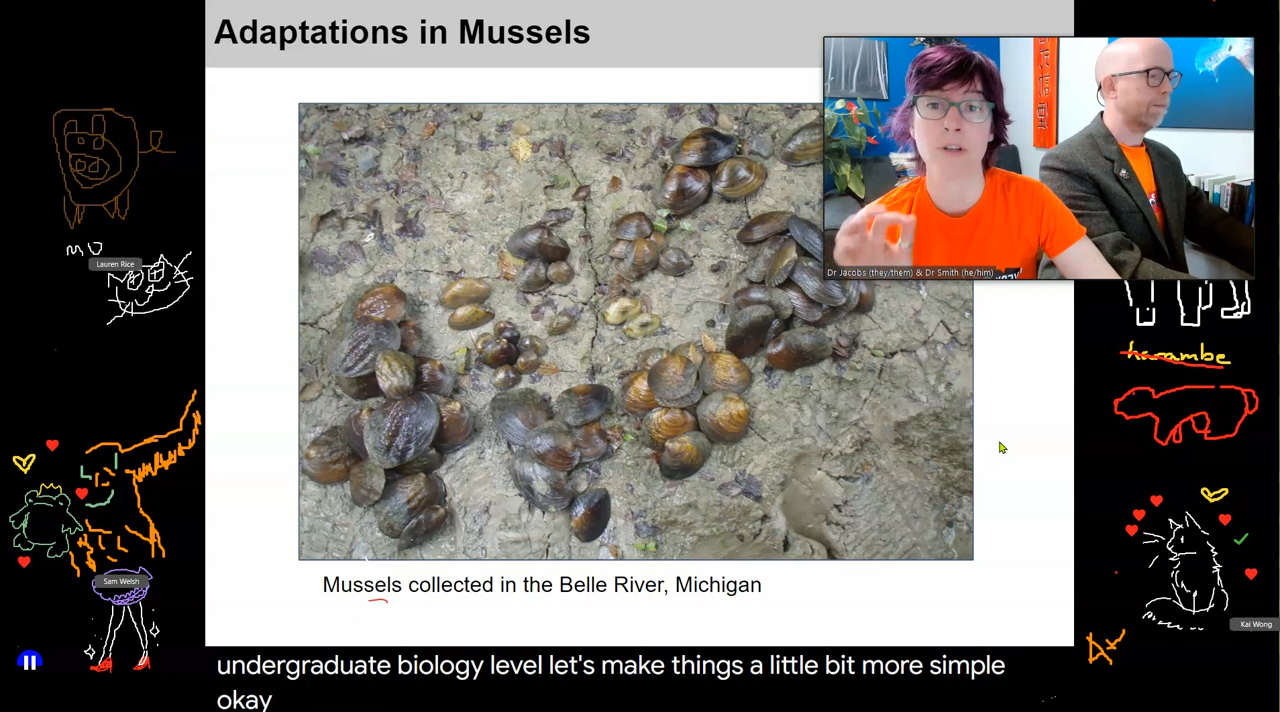 Adaptations in Mussels
Dr Jacobs (they/them) & Dr Smith (he/him)
Lauren Rice
harambe
Sam Welsh
Mussels collected in the Belle River, Michigan
Kai Wong
undergraduate biology level let's make things a little bit more simple
okay